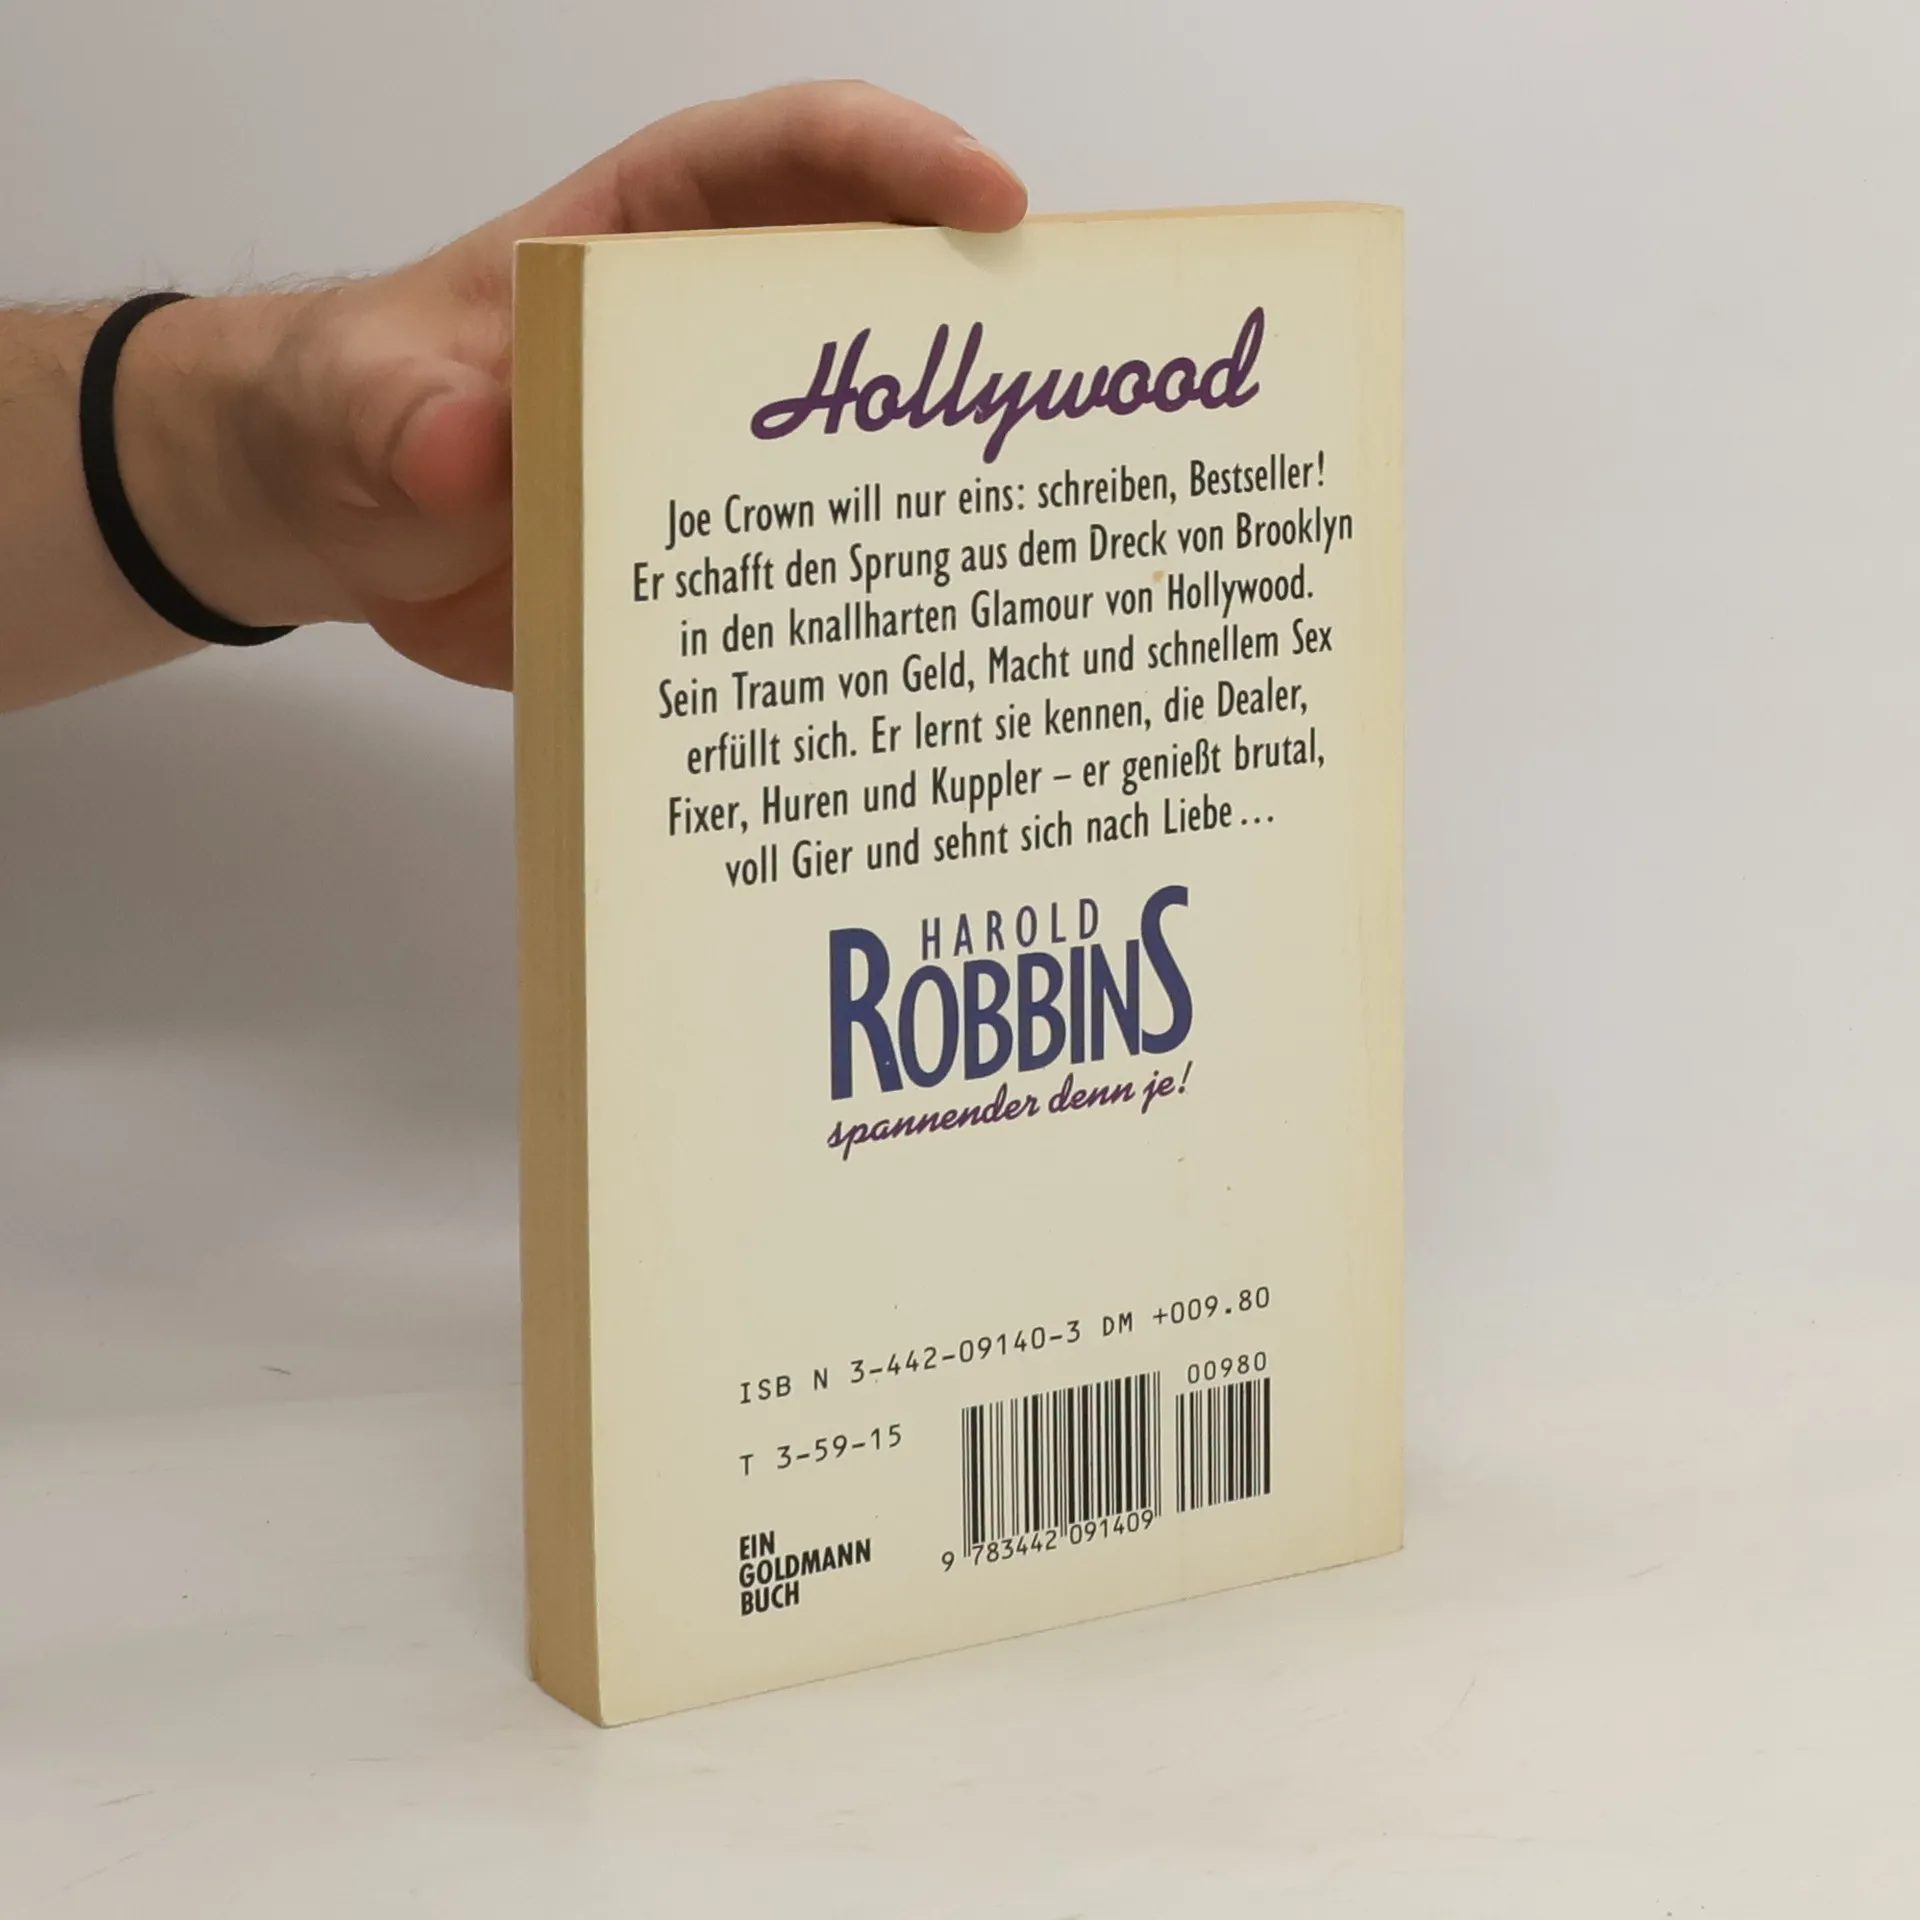 Hollywood
Joe Crown will nur eins: schreiben, Bestseller!
Er schafft den Sprung aus dem Dreck von Brooklyn
in den knallharten Glamour von Hollywood.
Sein Traum von Geld, Macht und schnellem Sex
erfüllt sich. Er lernt sie kennen, die Dealer,
Fixer, Huren und Kuppler – er genießt brutal,
voll Gier und sehnt sich nach Liebe...
HAROLD
ROBBINS
spannender denn je!
ISB N 3-442-09140-3 DM +009.80
00980
T 3-59-15
9 783442 091409
EIN
GOLDMANN
BUCH